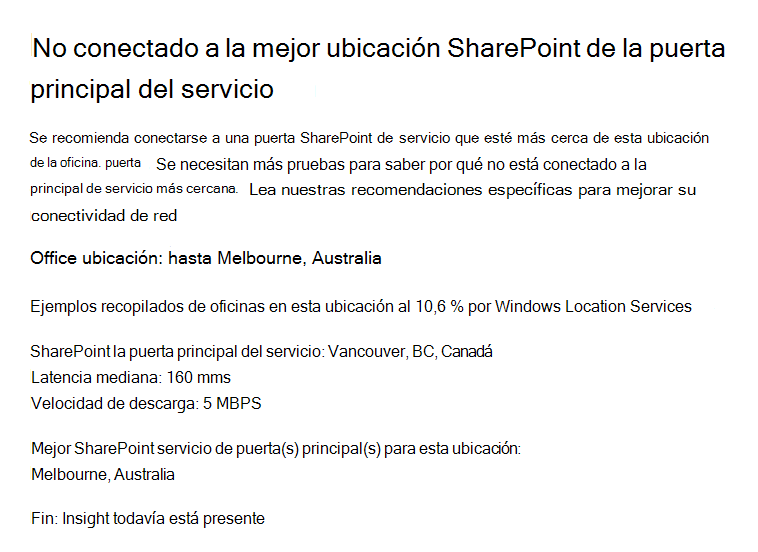 No conectado a la mejor ubicación SharePoint de la puerta
principal del servicio
Se recomienda conectarse a una puerta SharePoint de servicio que esté más cerca de esta ubicación
de la oficina. puerta Se necesitan más pruebas para saber por qué no está conectado a la
principal de servicio más cercana. Lea nuestras recomendaciones específicas para mejorar su
conectividad de red
Office ubicación: hasta Melbourne, Australia
Ejemplos recopilados de oficinas en esta ubicación al 10,6 % por Windows Location Services
SharePoint la puerta principal del servicio: Vancouver, BC, Canadá
Latencia mediana: 160 mms
Velocidad de descarga: 5 MBPS
Mejor SharePoint servicio de puerta(s) principal(s) para esta ubicación:
Melbourne, Australia
Fin: Insight todavía está presente